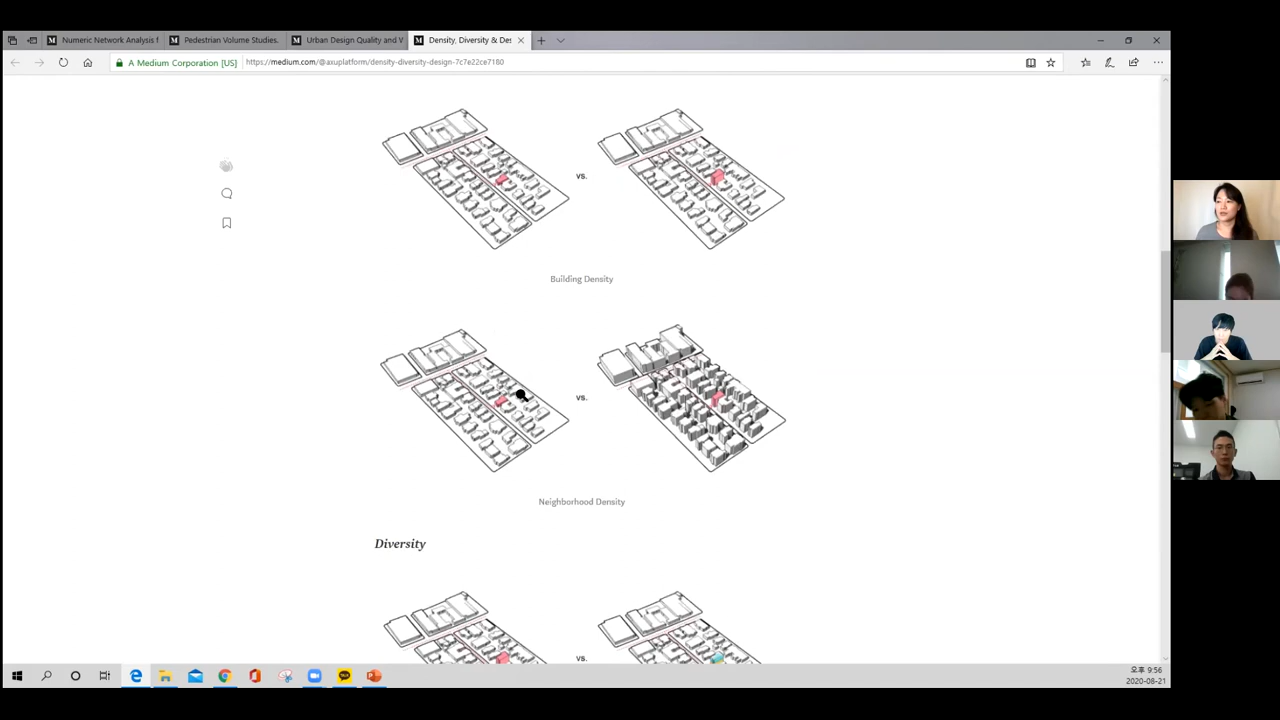 Numeric Network Analysis f
Pedestrian Volume Studies.
Urban Design Quality and V
Density, Diversity & Des
A Medium Corporation [US]
https://medium.com/@axuplatform/density-diversity-design-7c7e22ce7180
vs.
Building Density
vs.
Neighborhood Density
Diversity
vs.
오후 9:56
2020-08-21